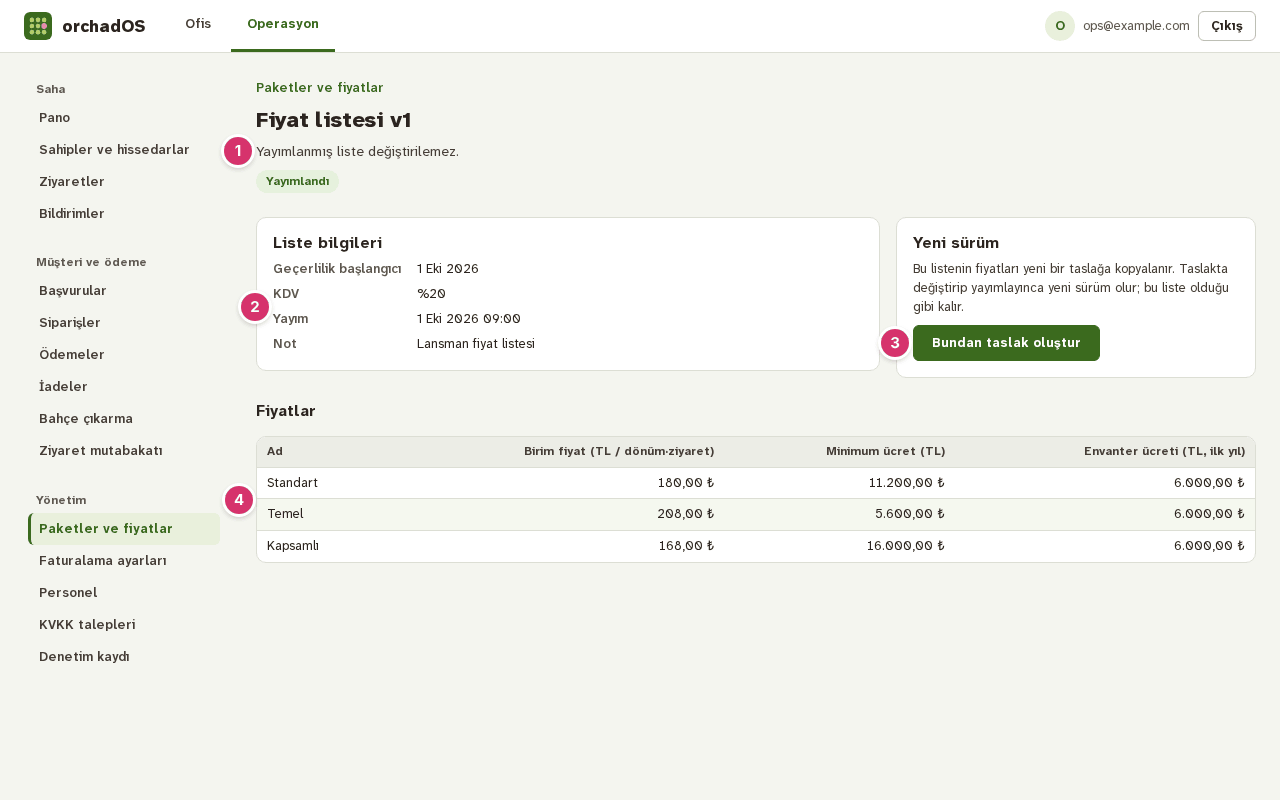 orchadOS
Ofis
Operasyon
O
ops@example.com
Çıkış
Saha
Pano
Sahipler ve hissedarlar
Ziyaretler
Bildirimler
Müşteri ve ödeme
Başvurular
Siparişler
Ödemeler
İadeler
Bahçe çıkarma
Ziyaret mutabakatı
Yönetim
Paketler ve fiyatlar
Faturalama ayarları
Personel
KVKK talepleri
Denetim kaydı
Paketler ve fiyatlar
Fiyat listesi v1
1
Yayımlanmış liste değiştirilemez.
Yayımlandı
Liste bilgileri
Geçerlilik başlangıcı 1 Eki 2026
2
KDV %20
Yayım 1 Eki 2026 09:00
Not Lansman fiyat listesi
Yeni sürüm
Bu listenin fiyatları yeni bir taslağa kopyalanır. Taslakta
değiştirip yayımlayınca yeni sürüm olur; bu liste olduğu
gibi kalır.
3
Bundan taslak oluştur
Fiyatlar
Ad Birim fiyat (TL / dönüm·ziyaret) Minimum ücret (TL) Envanter ücreti (TL, ilk yıl)
4
Standart 180,00 ₺ 11.200,00 ₺ 6.000,00 ₺
Temel 208,00 ₺ 5.600,00 ₺ 6.000,00 ₺
Kapsamlı 168,00 ₺ 16.000,00 ₺ 6.000,00 ₺